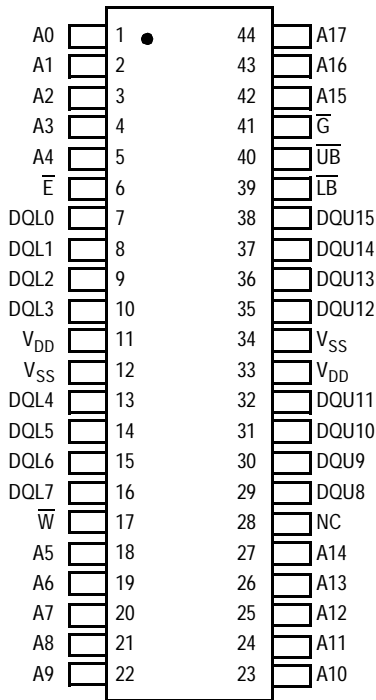 A0 1 44 A17
A1 2 43 A16
A2 3 42 A15
A3 4 41 G̅
A4 5 40 U̅B̅
E̅ 6 39 L̅B̅
DQL0 7 38 DQU15
DQL1 8 37 DQU14
DQL2 9 36 DQU13
DQL3 10 35 DQU12
V_DD 11 34 V_SS
V_SS 12 33 V_DD
DQL4 13 32 DQU11
DQL5 14 31 DQU10
DQL6 15 30 DQU9
DQL7 16 29 DQU8
W̅ 17 28 NC
A5 18 27 A14
A6 19 26 A13
A7 20 25 A12
A8 21 24 A11
A9 22 23 A10